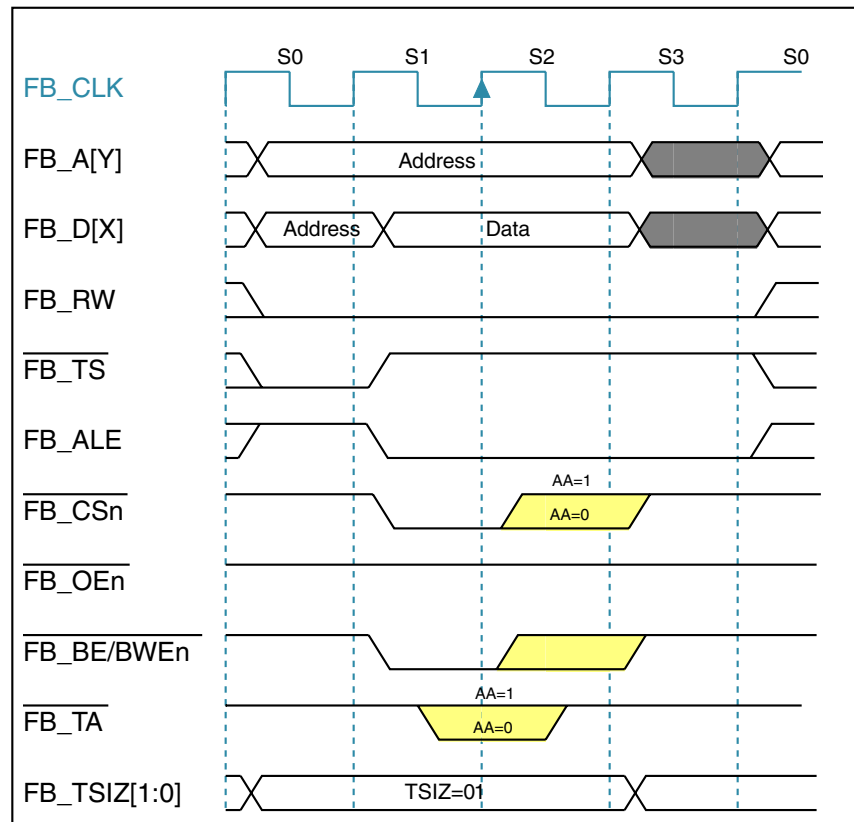 S0 S1 S2 S3 S0
FB_CLK
FB_A[Y] Address
FB_D[X] Address Data
FB_RW
FB_TS
FB_ALE
AA=1
FB_CSn AA=0
FB_OEn
FB_BE/BWEn
AA=1
FB_TA AA=0
FB_TSIZ[1:0] TSIZ=01